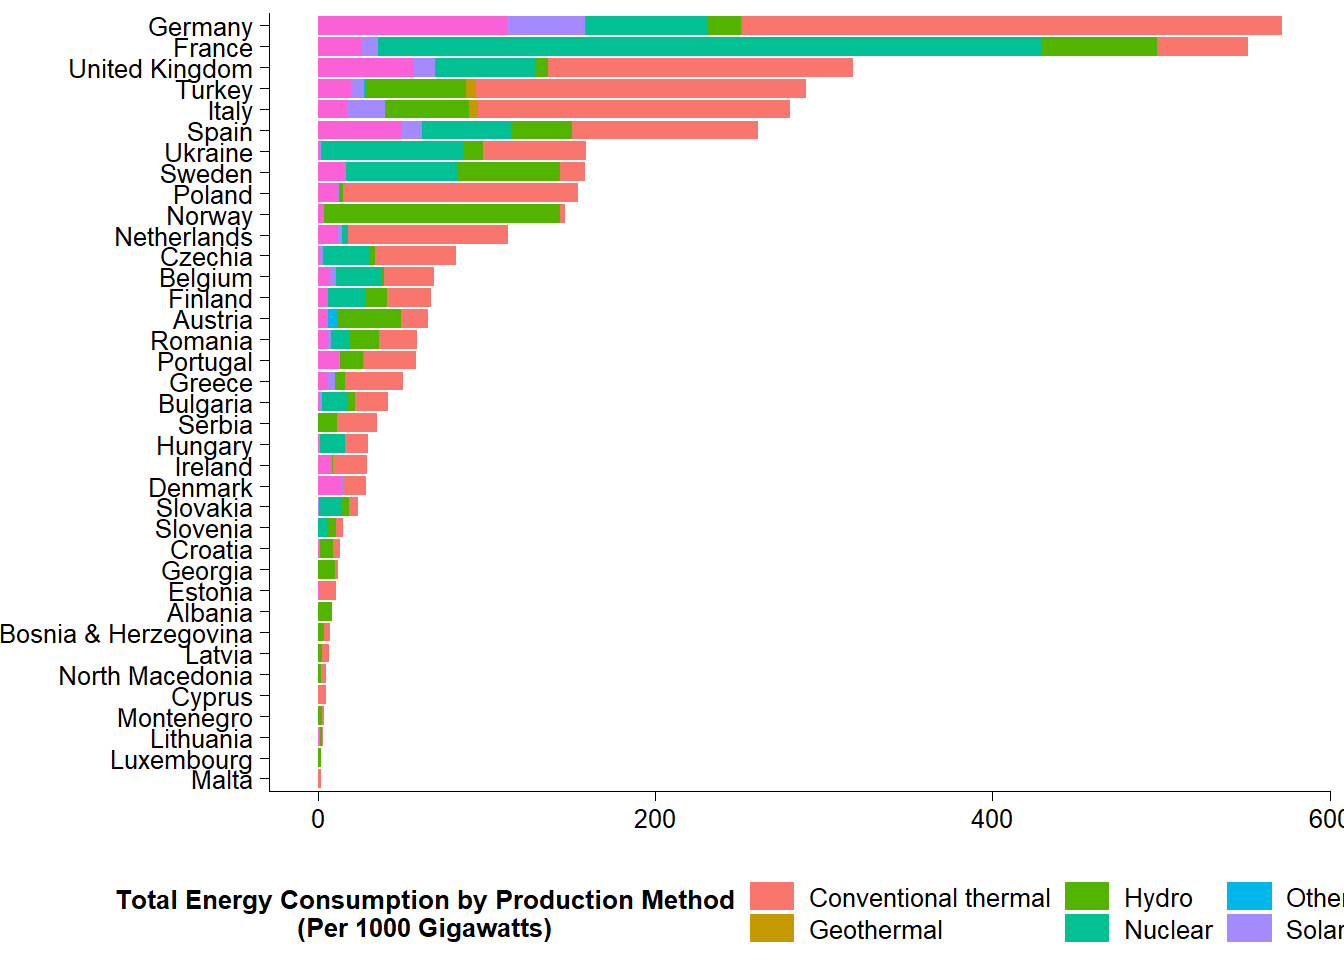 Germany
France
United Kingdom
Turkey
Italy
Spain
Ukraine
Sweden
Poland
Norway
Netherlands
Czechia
Belgium
Finland
Austria
Romania
Portugal
Greece
Bulgaria
Serbia
Hungary
Ireland
Denmark
Slovakia
Slovenia
Croatia
Georgia
Estonia
Albania
Bosnia & Herzegovina
Latvia
North Macedonia
Cyprus
Montenegro
Lithuania
Luxembourg
Malta
0 200 400 600
Total Energy Consumption by Production Method
(Per 1000 Gigawatts)
Conventional thermal Hydro Other
Geothermal Nuclear Solar